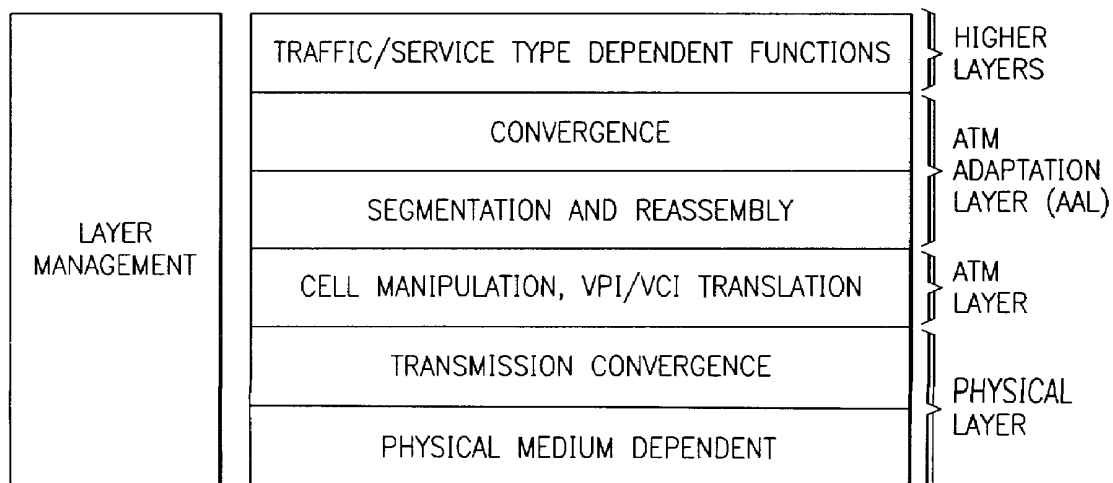 LAYER
MANAGEMENT
TRAFFIC/SERVICE TYPE DEPENDENT FUNCTIONS
CONVERGENCE
SEGMENTATION AND REASSEMBLY
CELL MANIPULATION, VPI/VCI TRANSLATION
TRANSMISSION CONVERGENCE
PHYSICAL MEDIUM DEPENDENT
HIGHER
LAYERS
ATM
ADAPTATION
LAYER (AAL)
ATM
LAYER
PHYSICAL
LAYER